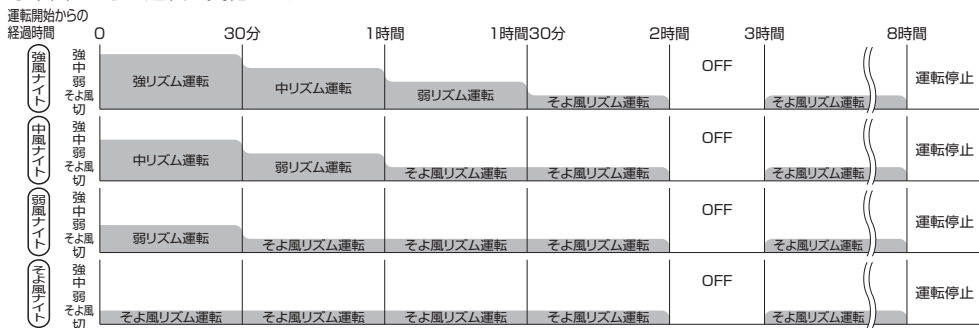 運転開始からの
経過時間 0 30分 1時間 1時間30分 2時間 3時間 8時間
強風ナイト
強
中
弱
そよ風
切
強リズム運転 中リズム運転 弱リズム運転 そよ風リズム運転 OFF そよ風リズム運転 運転停止
中風ナイト
強
中
弱
そよ風
切
中リズム運転 弱リズム運転 そよ風リズム運転 そよ風リズム運転 OFF そよ風リズム運転 運転停止
弱風ナイト
強
中
弱
そよ風
切
弱リズム運転 そよ風リズム運転 そよ風リズム運転 そよ風リズム運転 OFF そよ風リズム運転 運転停止
そよ風ナイト
強
中
弱
そよ風
切
そよ風リズム運転 そよ風リズム運転 そよ風リズム運転 そよ風リズム運転 OFF そよ風リズム運転 運転停止